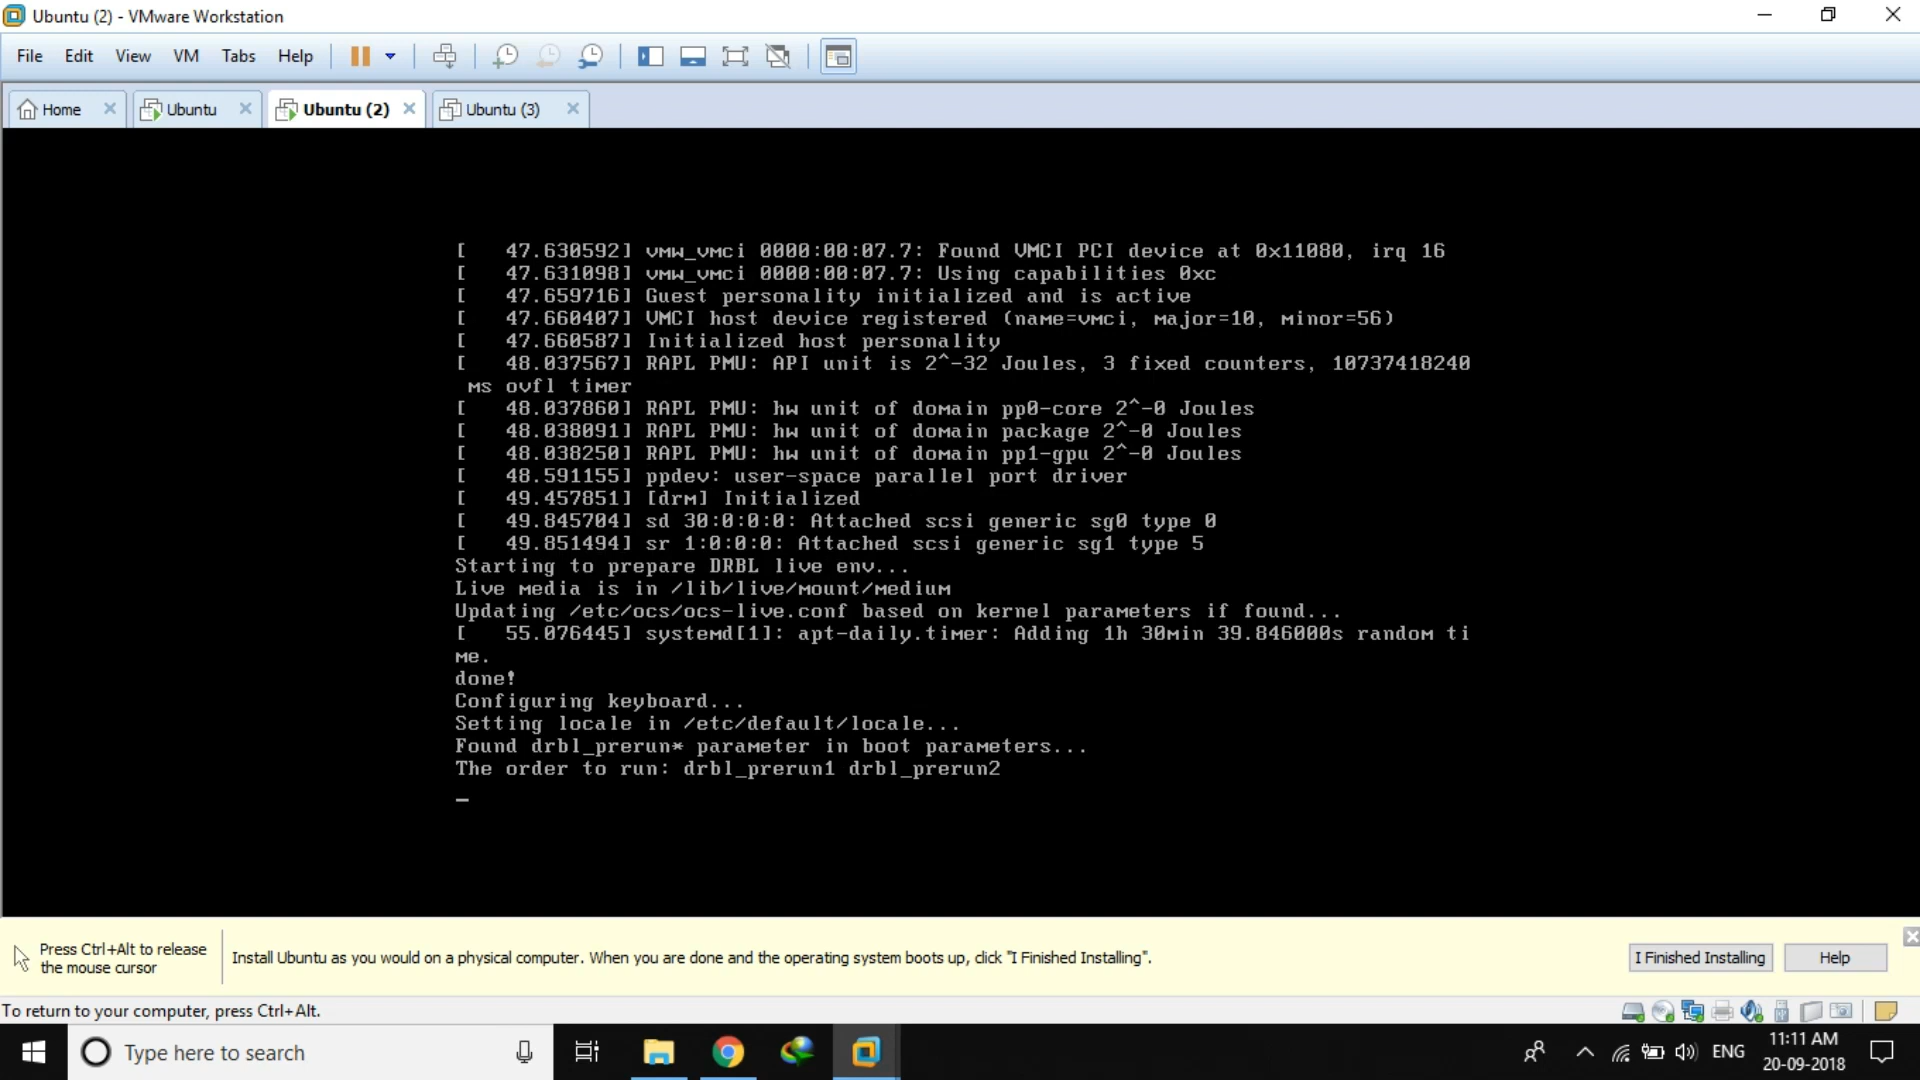 Ubuntu (2) - VMware Workstation
File Edit View VM Tabs Help
Home Ubuntu Ubuntu (2) Ubuntu (3)
[   47.630592] vmw_vmci 0000:00:07.7: Found VMCI PCI device at 0x11080, irq 16
[   47.631098] vmw_vmci 0000:00:07.7: Using capabilities 0xc
[   47.659716] Guest personality initialized and is active
[   47.660407] VMCI host device registered (name=vmci, major=10, minor=56)
[   47.660587] Initialized host personality
[   48.037567] RAPL PMU: API unit is 2^-32 Joules, 3 fixed counters, 10737418240
ms ovfl timer
[   48.037860] RAPL PMU: hw unit of domain pp0-core 2^-0 Joules
[   48.038091] RAPL PMU: hw unit of domain package 2^-0 Joules
[   48.038250] RAPL PMU: hw unit of domain pp1-gpu 2^-0 Joules
[   48.591155] ppdev: user-space parallel port driver
[   49.457851] [drm] Initialized
[   49.845704] sd 30:0:0:0: Attached scsi generic sg0 type 0
[   49.851494] sr 1:0:0:0: Attached scsi generic sg1 type 5
Starting to prepare DRBL live env...
Live media is in /lib/live/mount/medium
Updating /etc/ocs/ocs-live.conf based on kernel parameters if found...
[   55.076445] systemd[1]: apt-daily.timer: Adding 1h 30min 39.846000s random ti
me.
done!
Configuring keyboard...
Setting locale in /etc/default/locale...
Found drbl_prerun* parameter in boot parameters...
The order to run: drbl_prerun1 drbl_prerun2
_
Press Ctrl+Alt to release
the mouse cursor
Install Ubuntu as you would on a physical computer. When you are done and the operating system boots up, click "I Finished Installing".
I Finished Installing Help
To return to your computer, press Ctrl+Alt.
Type here to search
ENG
11:11 AM
20-09-2018